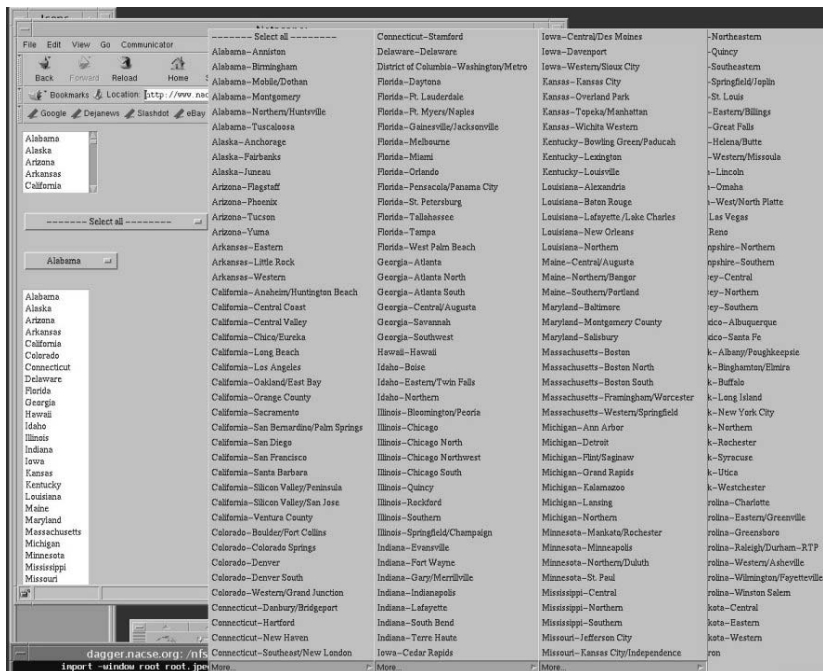 Icons
Netscape:
File Edit View Go Communicator
Back Forward Reload Home
Bookmarks Location: http://www.nac
Google Dejanews Slashdot eBay
Alabama
Alaska
Arizona
Arkansas
California
------- Select all --------
Alabama
Alabama
Alaska
Arizona
Arkansas
California
Colorado
Connecticut
Delaware
Florida
Georgia
Hawaii
Idaho
Illinois
Indiana
Iowa
Kansas
Kentucky
Louisiana
Maine
Maryland
Massachusetts
Michigan
Minnesota
Mississippi
Missouri
dagger.nacse.org: /nfs
import -window root root.jpe
------- Select all --------
Alabama-Anniston
Alabama-Birmingham
Alabama-Mobile/Dothan
Alabama-Montgomery
Alabama-Northern/Huntsville
Alabama-Tuscaloosa
Alaska-Anchorage
Alaska-Fairbanks
Alaska-Juneau
Arizona-Flagstaff
Arizona-Phoenix
Arizona-Tucson
Arizona-Yuma
Arkansas-Eastern
Arkansas-Little Rock
Arkansas-Western
California-Anaheim/Huntington Beach
California-Central Coast
California-Central Valley
California-Chico/Eureka
California-Long Beach
California-Los Angeles
California-Oakland/East Bay
California-Orange County
California-Sacramento
California-San Bernardino/Palm Springs
California-San Diego
California-San Francisco
California-Santa Barbara
California-Silicon Valley/Peninsula
California-Silicon Valley/San Jose
California-Ventura County
Colorado-Boulder/Fort Collins
Colorado-Colorado Springs
Colorado-Denver
Colorado-Denver South
Colorado-Western/Grand Junction
Connecticut-Danbury/Bridgeport
Connecticut-Hartford
Connecticut-New Haven
Connecticut-Southeast/New London
More...
Connecticut-Stamford
Delaware-Delaware
District of Columbia-Washington/Metro
Florida-Daytona
Florida-Ft. Lauderdale
Florida-Ft. Myers/Naples
Florida-Gainesville/Jacksonville
Florida-Melbourne
Florida-Miami
Florida-Orlando
Florida-Pensacola/Panama City
Florida-St. Petersburg
Florida-Tallahassee
Florida-Tampa
Florida-West Palm Beach
Georgia-Atlanta
Georgia-Atlanta North
Georgia-Atlanta South
Georgia-Central/Augusta
Georgia-Savannah
Georgia-Southwest
Hawaii-Hawaii
Idaho-Boise
Idaho-Eastern/Twin Falls
Idaho-Northern
Illinois-Bloomington/Peoria
Illinois-Chicago
Illinois-Chicago North
Illinois-Chicago Northwest
Illinois-Chicago South
Illinois-Quincy
Illinois-Rockford
Illinois-Southern
Illinois-Springfield/Champaign
Indiana-Evansville
Indiana-Fort Wayne
Indiana-Gary/Merrillville
Indiana-Indianapolis
Indiana-Lafayette
Indiana-South Bend
Indiana-Terre Haute
Iowa-Cedar Rapids
More...
Iowa-Central/Des Moines
Iowa-Davenport
Iowa-Western/Sioux City
Kansas-Kansas City
Kansas-Overland Park
Kansas-Topeka/Manhattan
Kansas-Wichita Western
Kentucky-Bowling Green/Paducah
Kentucky-Lexington
Kentucky-Louisville
Louisiana-Alexandria
Louisiana-Baton Rouge
Louisiana-Lafayette/Lake Charles
Louisiana-New Orleans
Louisiana-Northern
Maine-Central/Augusta
Maine-Northern/Bangor
Maine-Southern/Portland
Maryland-Baltimore
Maryland-Montgomery County
Maryland-Salisbury
Massachusetts-Boston
Massachusetts-Boston North
Massachusetts-Boston South
Massachusetts-Framingham/Worcester
Massachusetts-Western/Springfield
Michigan-Ann Arbor
Michigan-Detroit
Michigan-Flint/Saginaw
Michigan-Grand Rapids
Michigan-Kalamazoo
Michigan-Lansing
Michigan-Northern
Minnesota-Mankato/Rochester
Minnesota-Minneapolis
Minnesota-Northern/Duluth
Minnesota-St. Paul
Mississippi-Central
Mississippi-Northern
Mississippi-Southern
Missouri-Jefferson City
Missouri-Kansas City/Independence
More...
-Northeastern
-Quincy
-Southeastern
-Springfield/Joplin
-St. Louis
-Eastern/Billings
-Great Falls
-Helena/Butte
-Western/Missoula
-Lincoln
-Omaha
-West/North Platte
Las Vegas
Reno
mpshire-Northern
mpshire-Southern
ey-Central
ey-Northern
ey-Southern
xico-Albuquerque
xico-Santa Fe
k-Albany/Poughkeepsie
k-Binghamton/Elmira
k-Buffalo
k-Long Island
k-New York City
k-Northern
k-Rochester
k-Syracuse
k-Utica
k-Westchester
rolina-Charlotte
rolina-Eastern/Greenville
rolina-Greensboro
rolina-Raleigh/Durham-RTP
rolina-Western/Asheville
rolina-Wilmington/Fayetteville
rolina-Winston Salem
kota-Central
kota-Eastern
kota-Western
ron